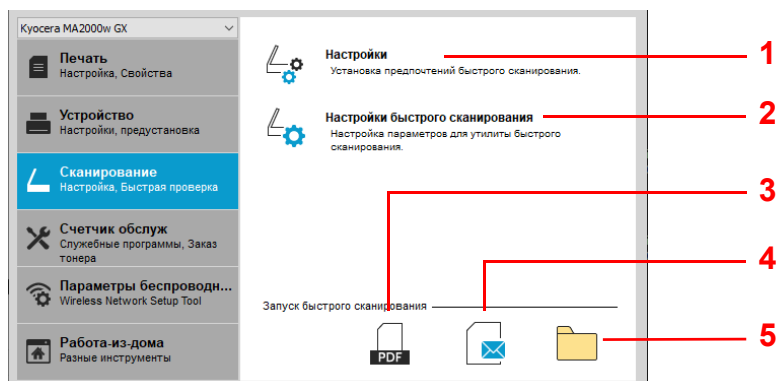 Kyocera MA2000w GX
Печать
Настройка, Свойства
Устройство
Настройки, предустановка
Сканирование
Настройка, Быстрая проверка
Счетчик обслуж
Служебные программы, Заказ
тонера
Параметры беспроводн...
Wireless Network Setup Tool
Работа-из-дома
Разные инструменты
Настройки
Установка предпочтений быстрого сканирования.
Настройки быстрого сканирования
Настройка параметров для утилиты быстрого
сканирования.
Запуск быстрого сканирования
PDF
1
2
3
4
5